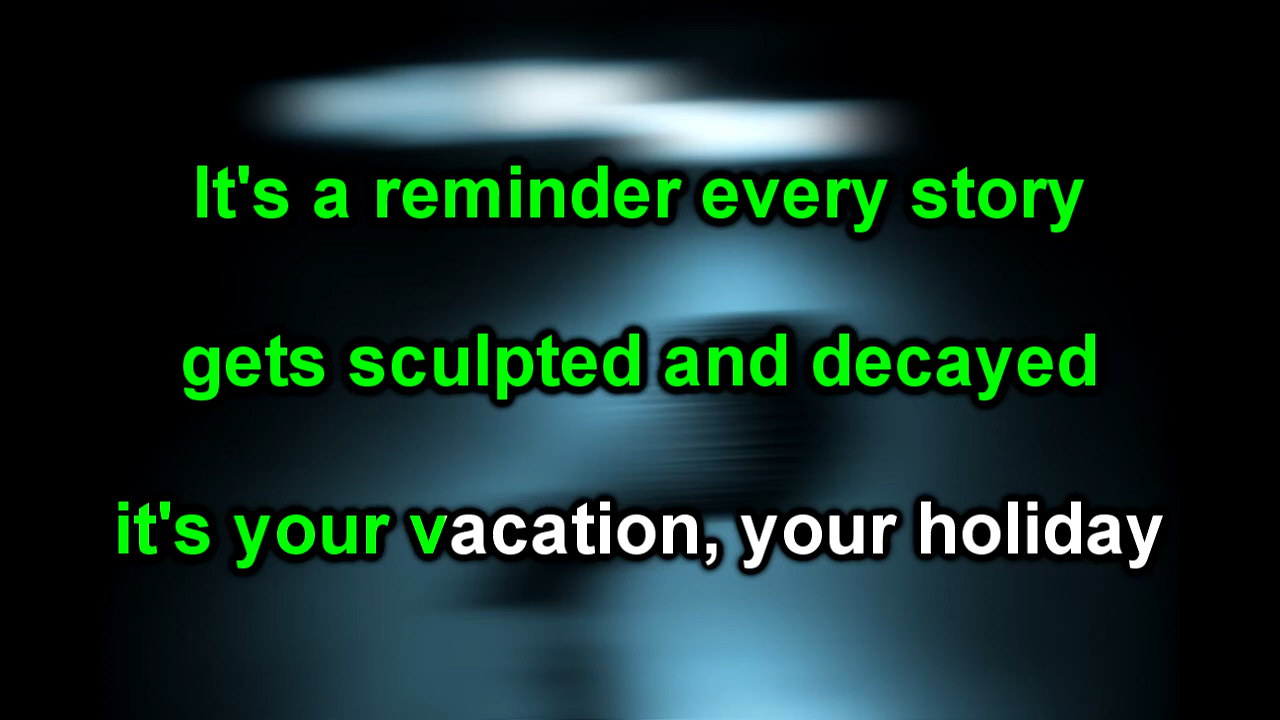 It's a reminder every story
gets sculpted and decayed
it's your vacation, your holiday